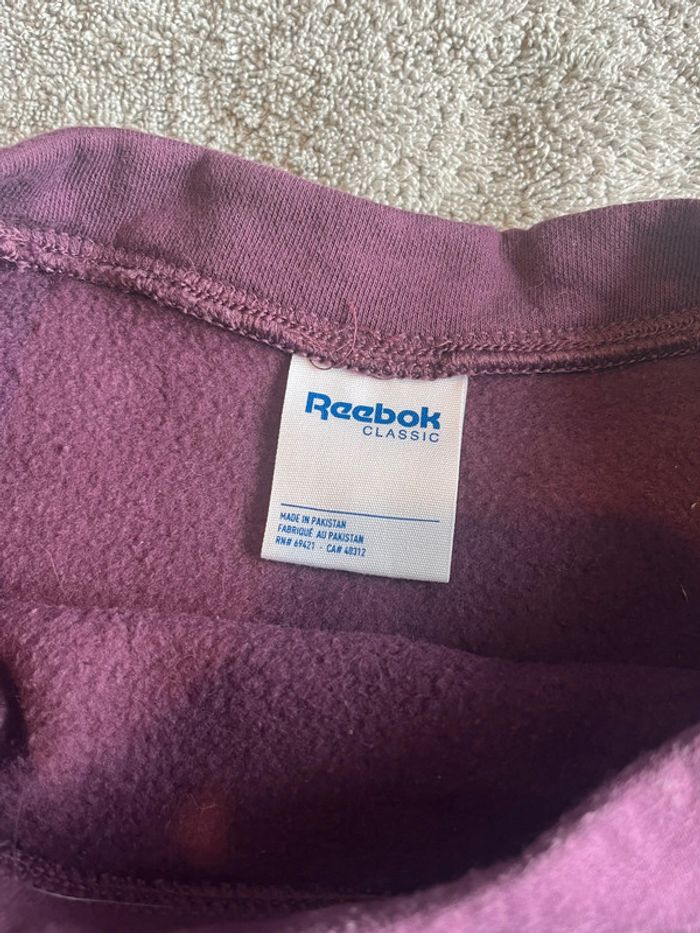 Reebok
CLASSIC
MADE IN PAKISTAN
FABRIQUÉ AU PAKISTAN
RN# 69421 - CA# 40312